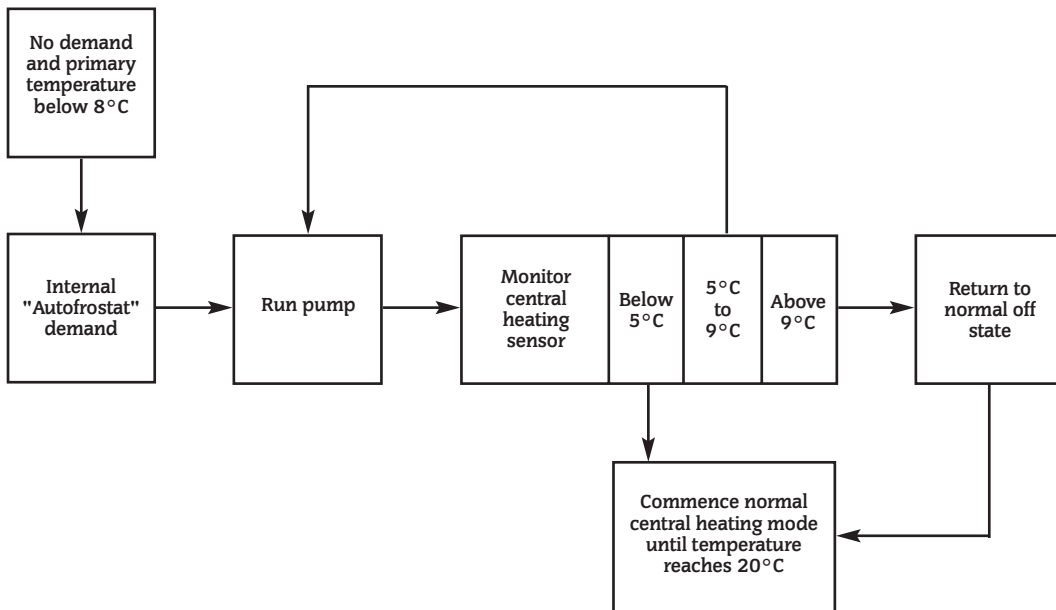 No demand
and primary
temperature
below 8°C
Internal
"Autofrostat"
demand
Run pump
Monitor
central
heating
sensor
Below
5°C
5°C
to
9°C
Above
9°C
Return to
normal off
state
Commence normal
central heating mode
until temperature
reaches 20°C